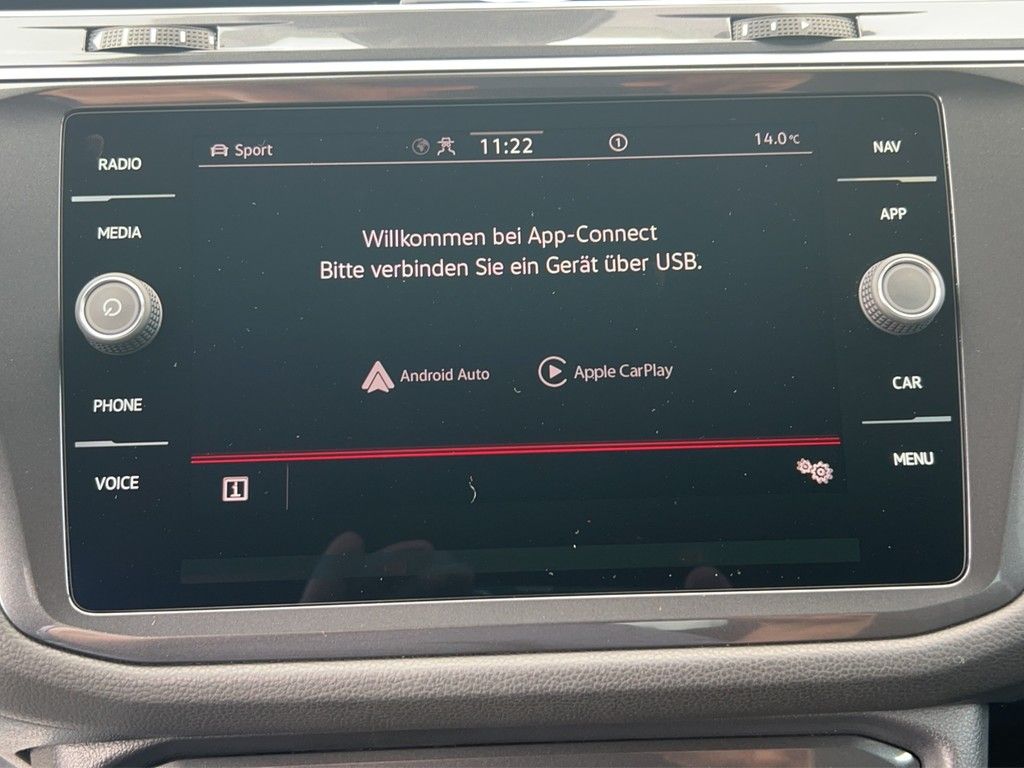 Sport 11:22 1 14.0°C
Willkommen bei App-Connect
Bitte verbinden Sie ein Gerät über USB.
Android Auto Apple CarPlay
i
RADIO
MEDIA
PHONE
VOICE
NAV
APP
CAR
MENU